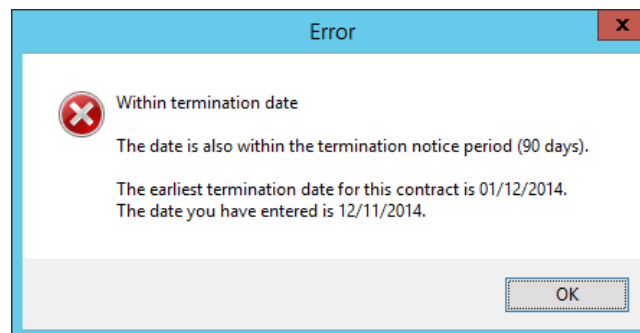 Error
x
Within termination date
The date is also within the termination notice period (90 days).
The earliest termination date for this contract is 01/12/2014.
The date you have entered is 12/11/2014.
OK